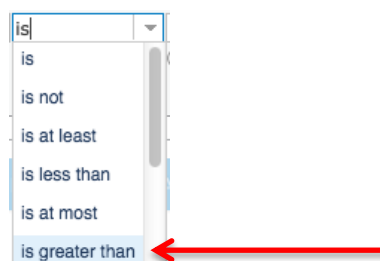 is
is
is not
is at least
is less than
is at most
is greater than